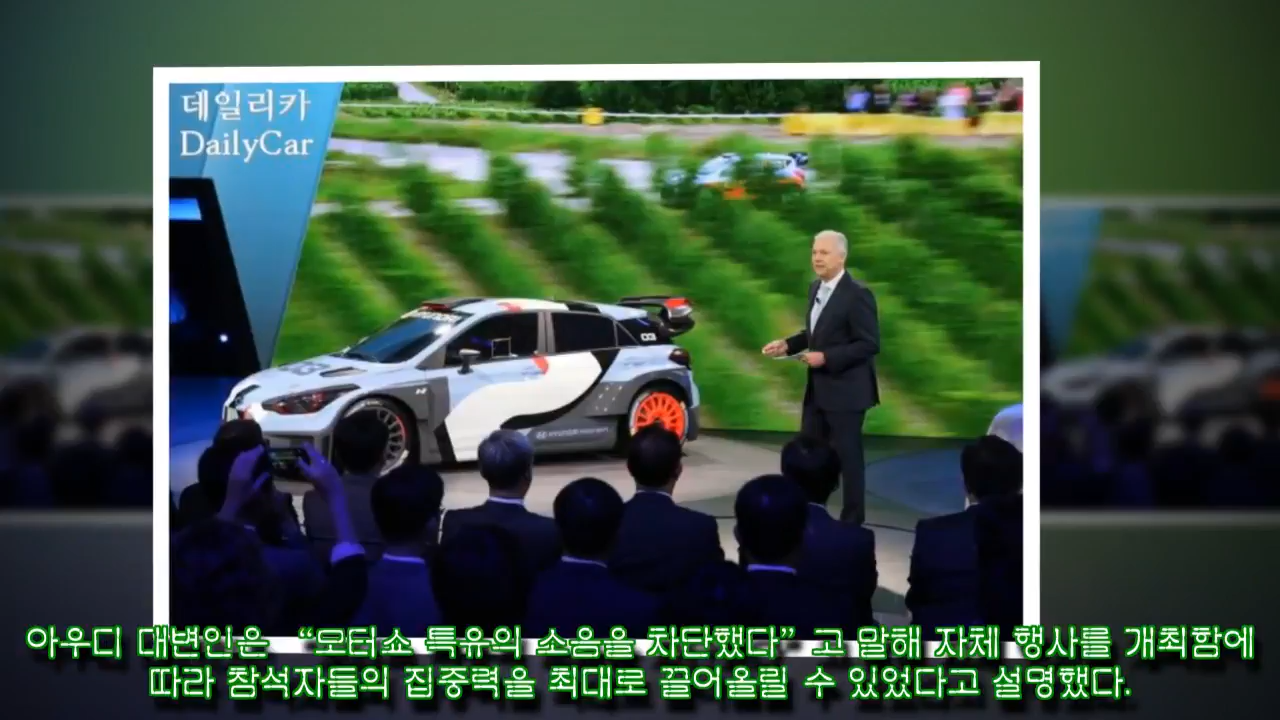 데일리카
DailyCar
HYUNDAI
아우디 대변인은 “모터쇼 특유의 소음을 차단했다” 고 말해 자체 행사를 개최함에
따라 참석자들의 집중력을 최대로 끌어올릴 수 있었다고 설명했다.